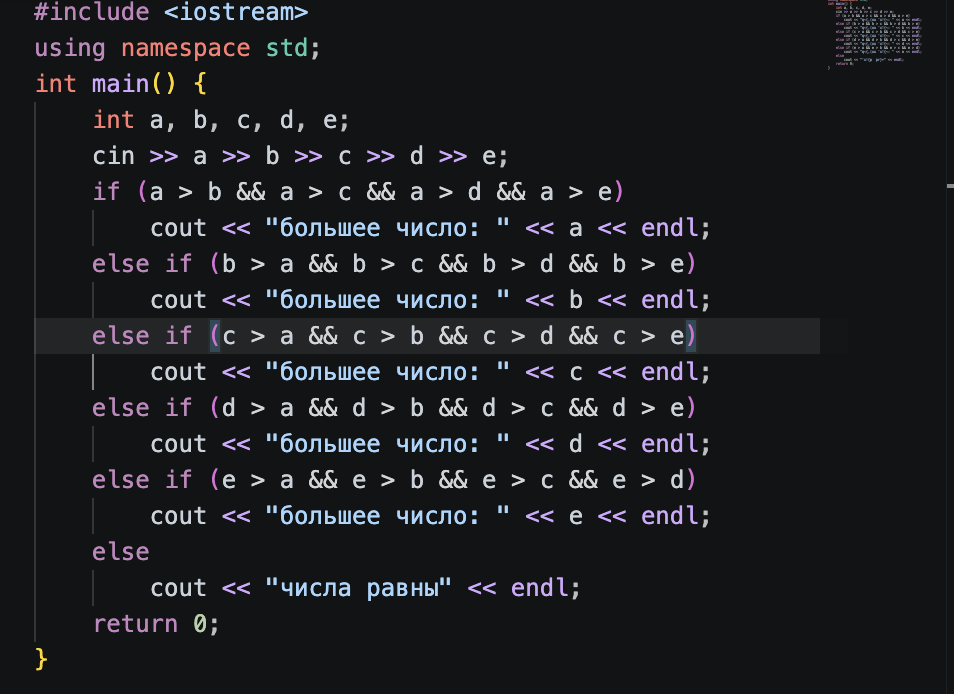 #include <iostream>
using namespace std;
int main() {
    int a, b, c, d, e;
    cin >> a >> b >> c >> d >> e;
    if (a > b && a > c && a > d && a > e)
        cout << "большее число: " << a << endl;
    else if (b > a && b > c && b > d && b > e)
        cout << "большее число: " << b << endl;
    else if (c > a && c > b && c > d && c > e)
        cout << "большее число: " << c << endl;
    else if (d > a && d > b && d > c && d > e)
        cout << "большее число: " << d << endl;
    else if (e > a && e > b && e > c && e > d)
        cout << "большее число: " << e << endl;
    else
        cout << "числа равны" << endl;
    return 0;
}